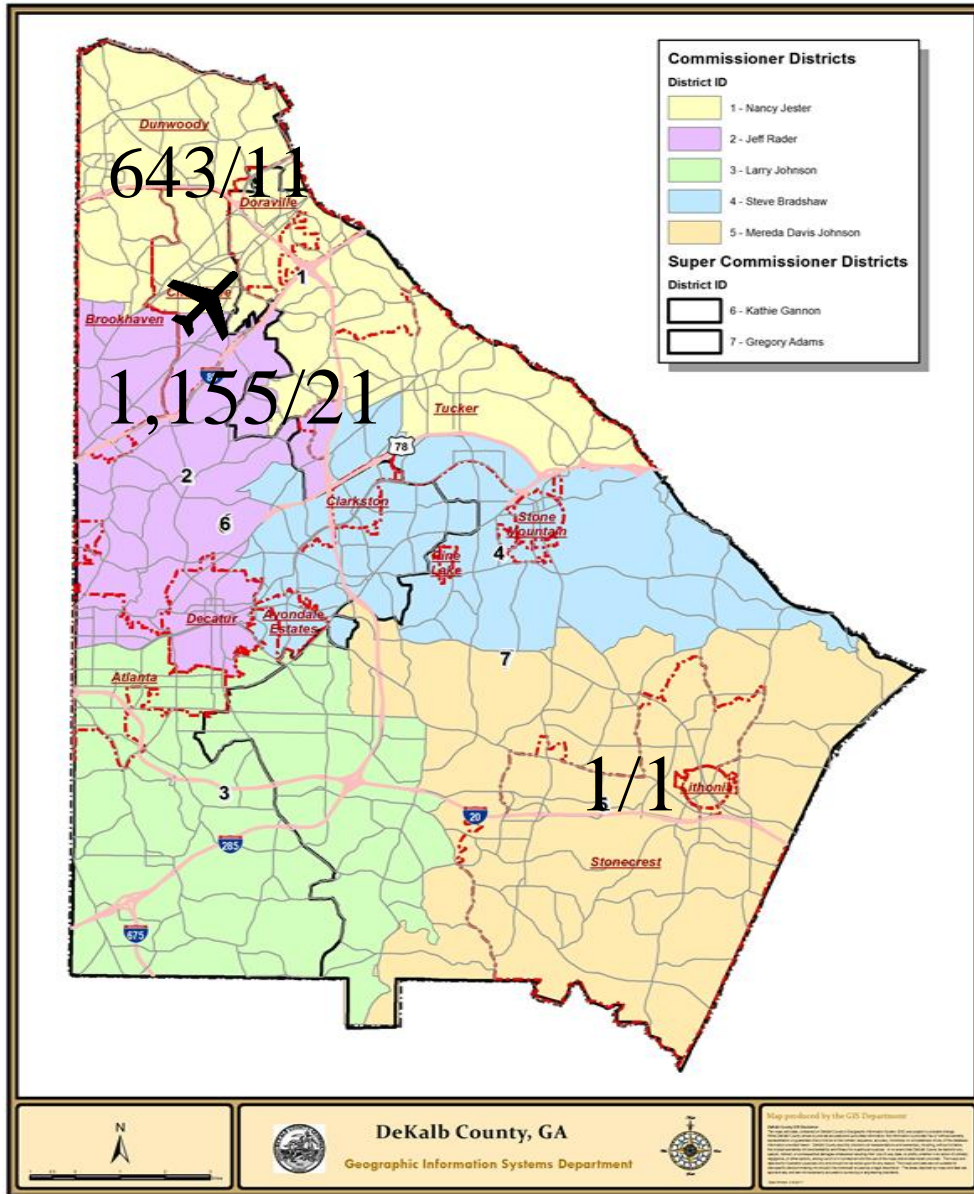 Commissioner Districts
District ID
1 - Nancy Jester
2 - Jeff Rader
3 - Larry Johnson
4 - Steve Bradshaw
5 - Mereda Davis Johnson
Super Commissioner Districts
District ID
6 - Kathie Gannon
7 - Gregory Adams
Dunwoody
643/11
Doraville
1
Brookhaven
1,155/21
Tucker
78
2
Clarkston
6
Stone
Mountain
4
Lake
Decatur
Avondale
Estates
7
Atlanta
1/1
3
20
285
Stonecrest
675
N
DeKalb County, GA
Geographic Information Systems Department
Map produced by the GIS Department